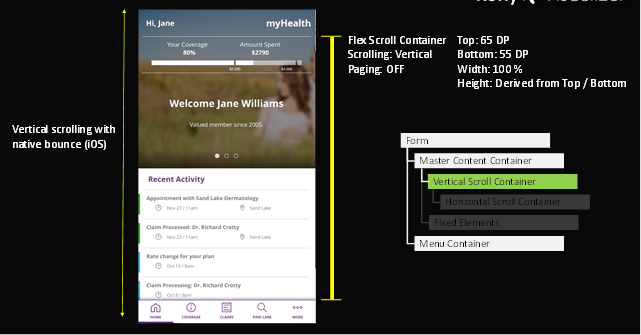 Hi, Jane
myHealth
Your Coverage
80%
Amount Spent
$2790
$3,000
$4,000
Welcome Jane Williams
Valued member since 2005.
Recent Activity
Appointment with Sand Lake Dermatology
Nov 27 / 11am
Sand Lake
Claim Processed: Dr. Richard Crotty
Nov 23 / 11am
Sand Lake
Rate change for your plan
Oct 15 / 8am
Claim Processing: Dr. Richard Crotty
Oct 8 / 9pm
HOME
COVERAGE
CLAIMS
FIND CARE
MORE
Vertical scrolling with
native bounce (iOS)
Flex Scroll Container
Scrolling: Vertical
Paging: OFF
Top: 65 DP
Bottom: 55 DP
Width: 100 %
Height: Derived from Top / Bottom
Form
Master Content Container
Vertical Scroll Container
Horizontal Scroll Container
Fixed Elements
Menu Container